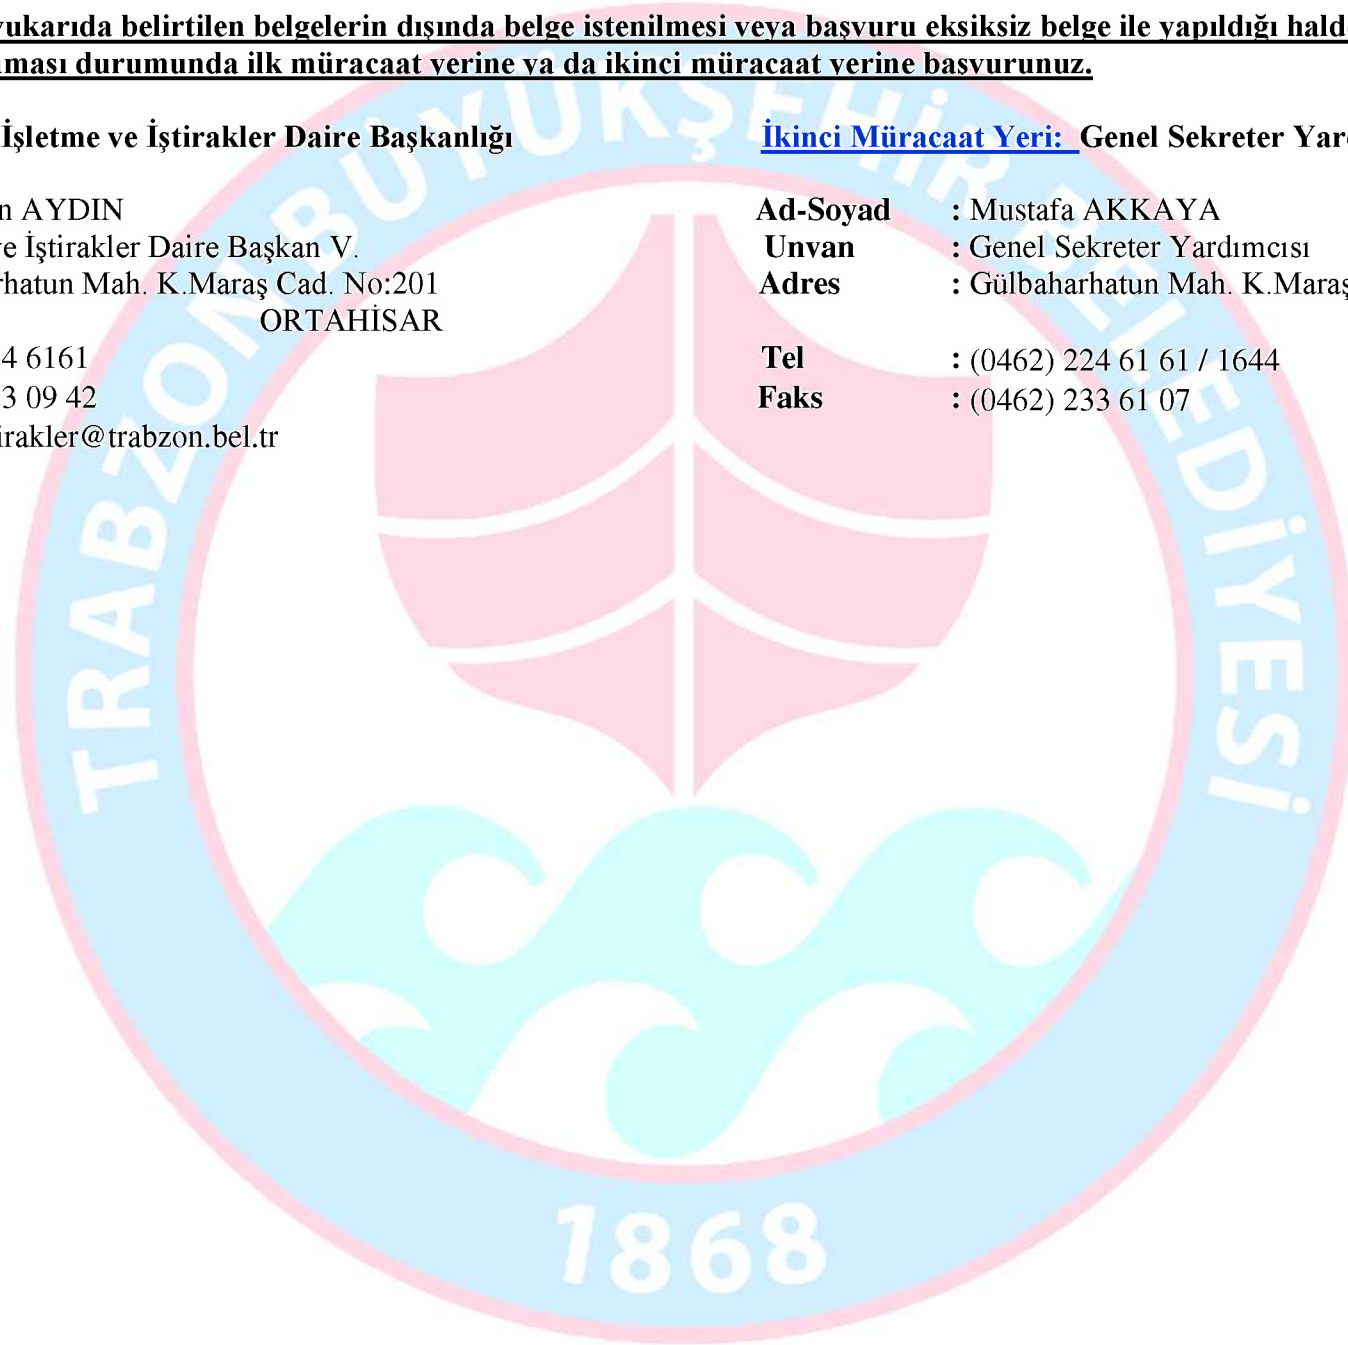 yukarıda belirtilen belgelerin dışında belge istenilmesi veya başvuru eksiksiz belge ile yapıldığı hald
ması durumunda ilk müracaat yerine ya da ikinci müracaat yerine başvurunuz.
İşletme ve İştirakler Daire Başkanlığı
n AYDIN
e İştirakler Daire Başkan V.
rhatun Mah. K.Maraş Cad. No:201
ORTAHİSAR
4 6161
3 09 42
irakler@trabzon.bel.tr
İkinci Müracaat Yeri: Genel Sekreter Yar
Ad-Soyad : Mustafa AKKAYA
Unvan : Genel Sekreter Yardımcısı
Adres : Gülbaharhatun Mah. K.Maraş
Tel : (0462) 224 61 61 / 1644
Faks : (0462) 233 61 07
TRABZON BÜYÜKŞEHİR BELEDİYESİ
1868